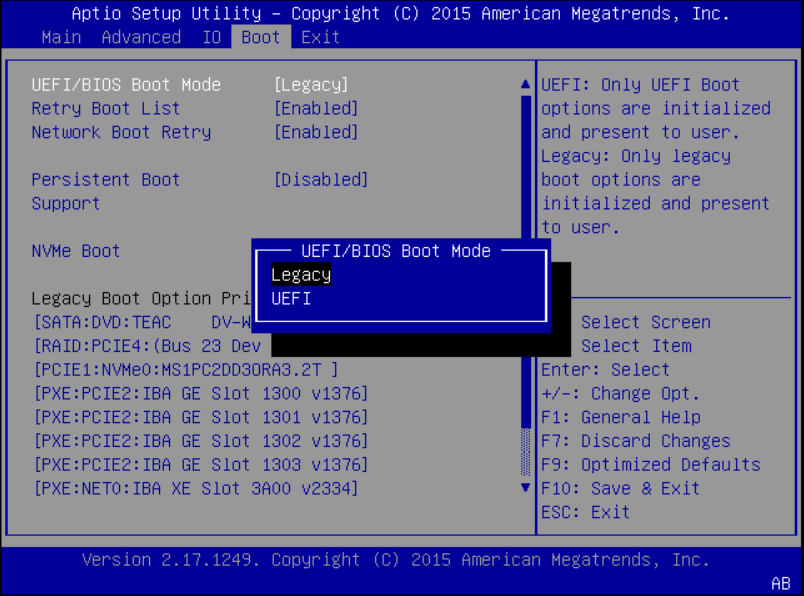 Aptio Setup Utility – Copyright (C) 2015 American Megatrends, Inc.
Main Advanced IO Boot Exit
UEFI/BIOS Boot Mode [Legacy]
Retry Boot List [Enabled]
Network Boot Retry [Enabled]
Persistent Boot [Disabled]
Support
NVMe Boot
Legacy Boot Option Pri
[SATA:DVD:TEAC DV-W
[RAID:PCIE4:(Bus 23 Dev
[PCIE1:NVMe0:MS1PC2DD3ORA3.2T ]
[PXE:PCIE2:IBA GE Slot 1300 v1376]
[PXE:PCIE2:IBA GE Slot 1301 v1376]
[PXE:PCIE2:IBA GE Slot 1302 v1376]
[PXE:PCIE2:IBA GE Slot 1303 v1376]
[PXE:NET0:IBA XE Slot 3A00 v2334]
UEFI/BIOS Boot Mode
Legacy
UEFI
UEFI: Only UEFI Boot
options are initialized
and present to user.
Legacy: Only legacy
boot options are
initialized and present
to user.
Select Screen
Select Item
Enter: Select
+/-: Change Opt.
F1: General Help
F7: Discard Changes
F9: Optimized Defaults
F10: Save & Exit
ESC: Exit
Version 2.17.1249. Copyright (C) 2015 American Megatrends, Inc.
AB